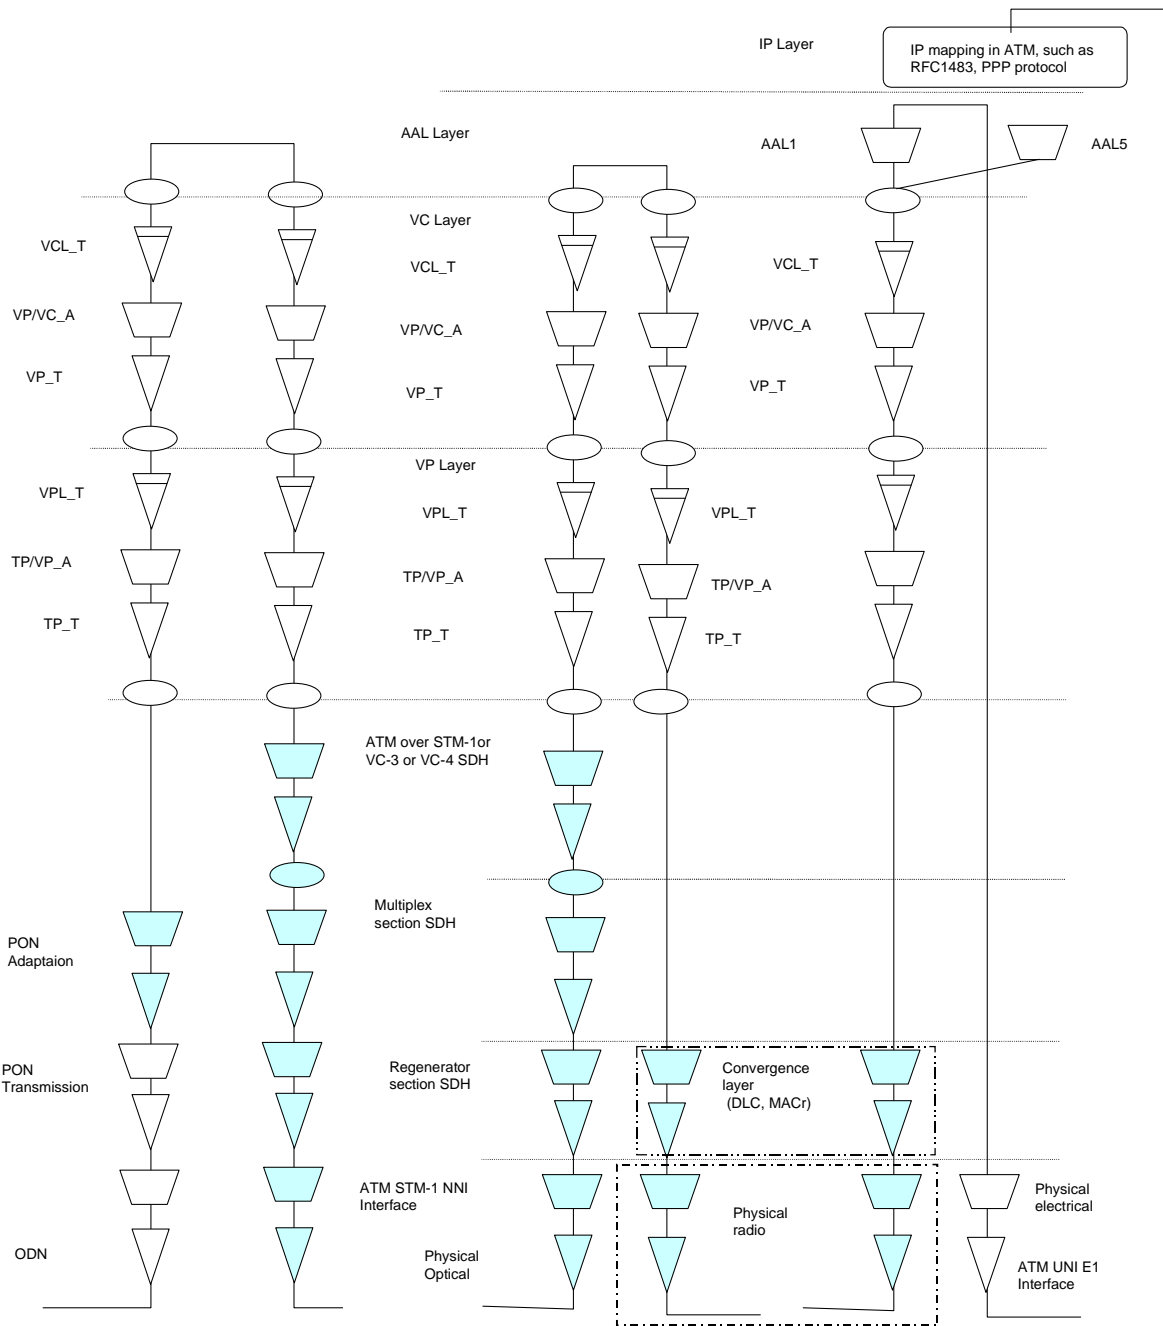 IP Layer
IP mapping in ATM, such as
RFC1483, PPP protocol
AAL Layer
AAL1
AAL5
VC Layer
VCL_T
VCL_T
VCL_T
VP/VC_A
VP/VC_A
VP/VC_A
VP_T
VP_T
VP_T
VP Layer
VPL_T
VPL_T
VPL_T
TP/VP_A
TP/VP_A
TP/VP_A
TP_T
TP_T
TP_T
ATM over STM-1or
VC-3 or VC-4 SDH
Multiplex
section SDH
PON
Adaptaion
PON
Transmission
Regenerator
section SDH
Convergence
layer
(DLC, MACr)
ATM STM-1 NNI
Interface
Physical
radio
Physical
electrical
ODN
Physical
Optical
ATM UNI E1
Interface